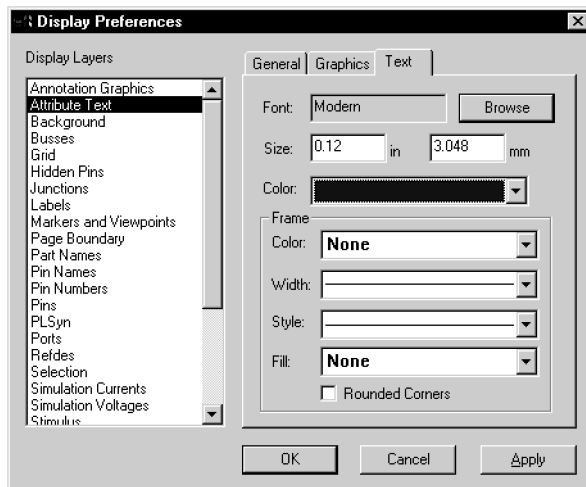 Display Preferences
Display Layers
Annotation Graphics
Attribute Text
Background
Busses
Grid
Hidden Pins
Junctions
Labels
Markers and Viewpoints
Page Boundary
Part Names
Pin Names
Pin Numbers
Pins
PLSyn
Ports
Refdes
Selection
Simulation Currents
Simulation Voltages
Stimulus
General Graphics Text
Font: Modern Browse
Size: 0.12 in 3.048 mm
Color:
Frame
Color: None
Width:
Style:
Fill: None
Rounded Corners
OK Cancel Apply